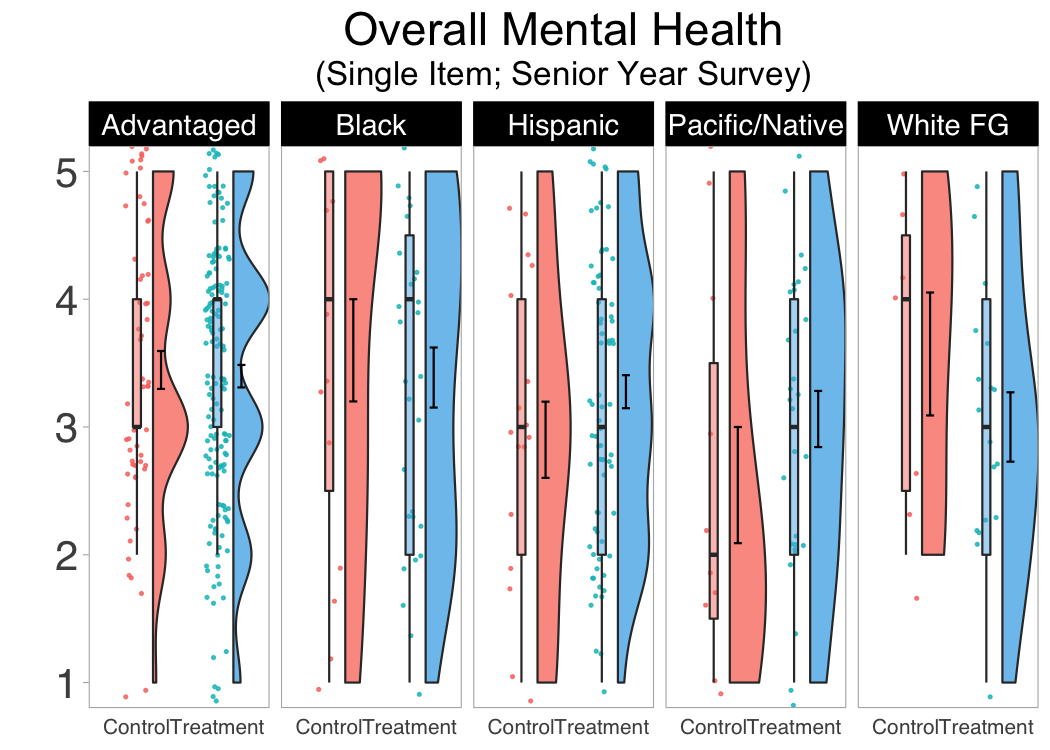 Overall Mental Health
(Single Item; Senior Year Survey)
Advantaged Black Hispanic Pacific/Native White FG
5
4
3
2
1
ControlTreatment ControlTreatment ControlTreatment ControlTreatment ControlTreatment